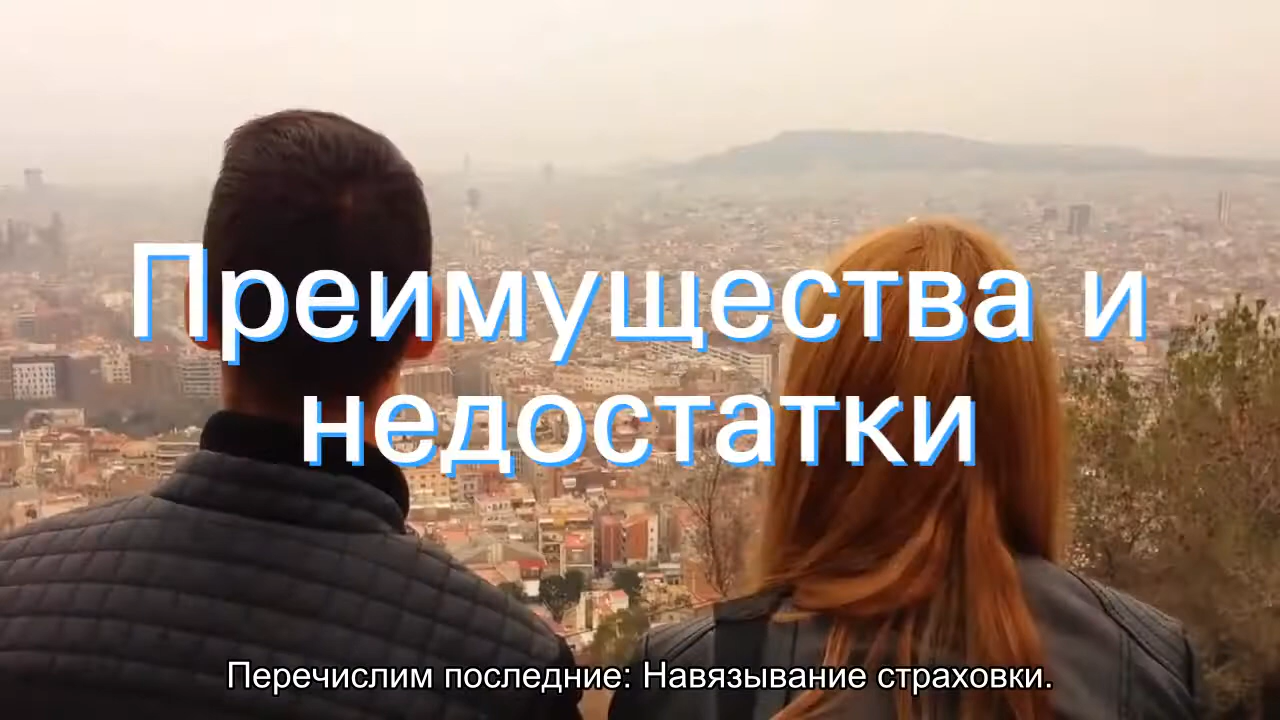 Преимущества и
недостатки
Перечислим последние: Навязывание страховки.